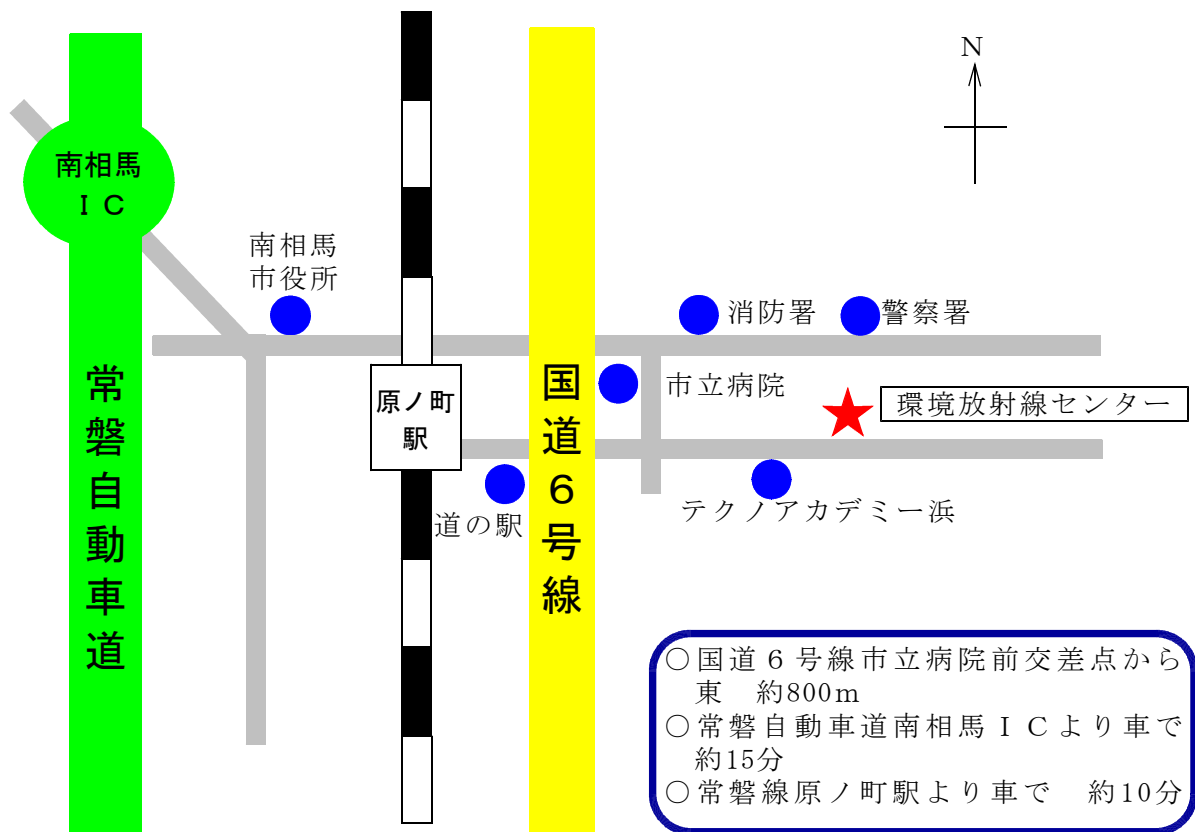 N
南相馬
ＩＣ
南相馬
市役所
消防署
警察署
常磐自動車道
原ノ町
駅
国道６号線
市立病院
環境放射線センター
道の駅
テクノアカデミー浜
○国道６号線市立病院前交差点から
東　約800ｍ
○常磐自動車道南相馬ＩＣより車で
約15分
○常磐線原ノ町駅より車で　約10分